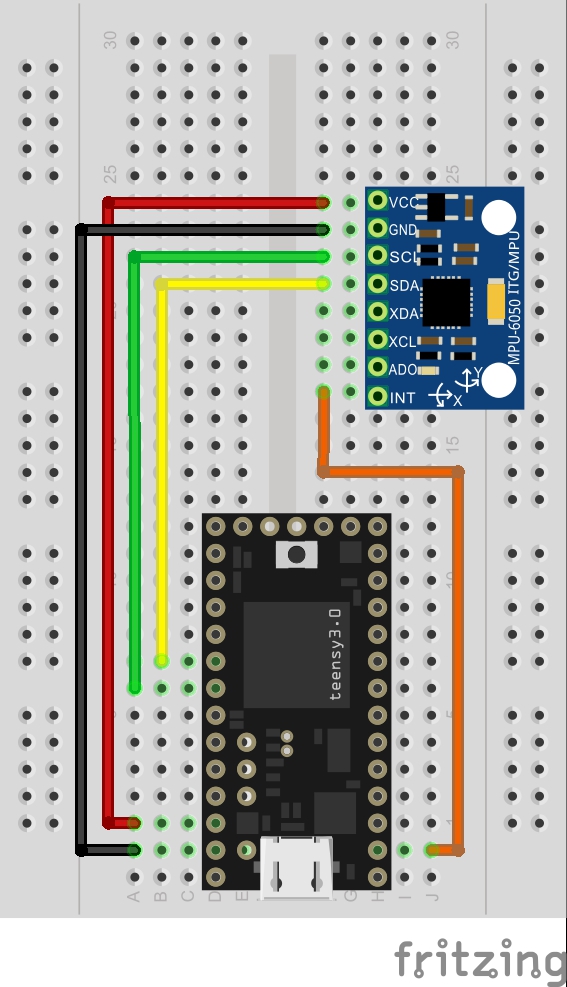 30
30
25
25
VCC
GND
SCL
SDA
XDA
XCL
ADO
INT
MPU-6050 ITG/MPU
Y
X
15
10
teensy3.0
5
1
A B C D E G H I J
fritzing